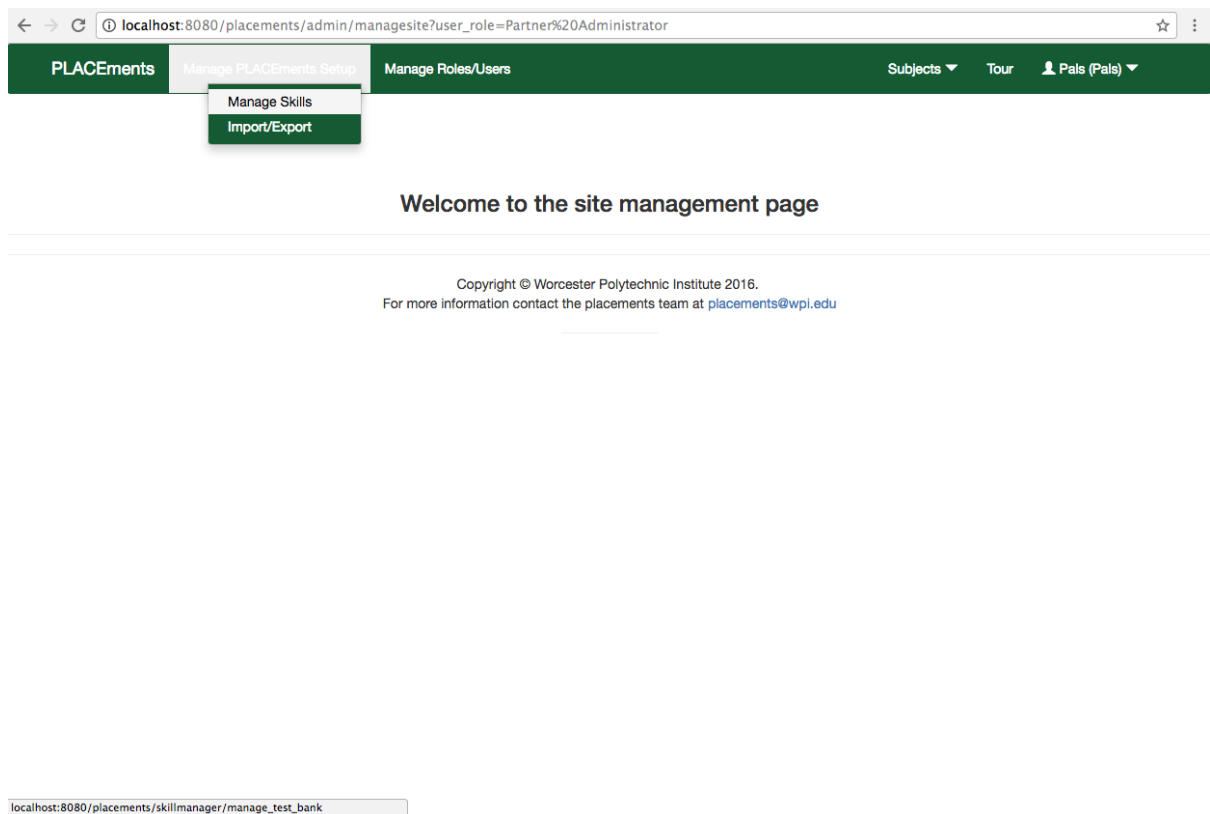 localhost:8080/placements/admin/managesite?user_role=Partner%20Administrator
PLACEments Manage PLACEments Setup Manage Roles/Users Subjects Tour Pals (Pals)
Manage Skills
Import/Export
Welcome to the site management page
Copyright © Worcester Polytechnic Institute 2016.
For more information contact the placements team at placements@wpi.edu
localhost:8080/placements/skillmanager/manage_test_bank